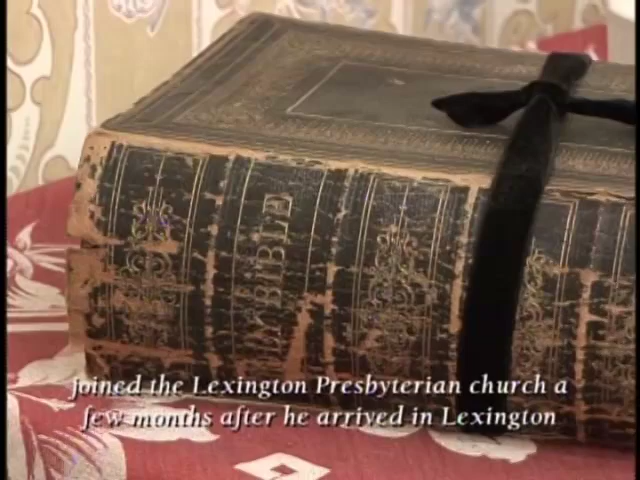 BIBLE
joined the Lexington Presbyterian church a
few months after he arrived in Lexington